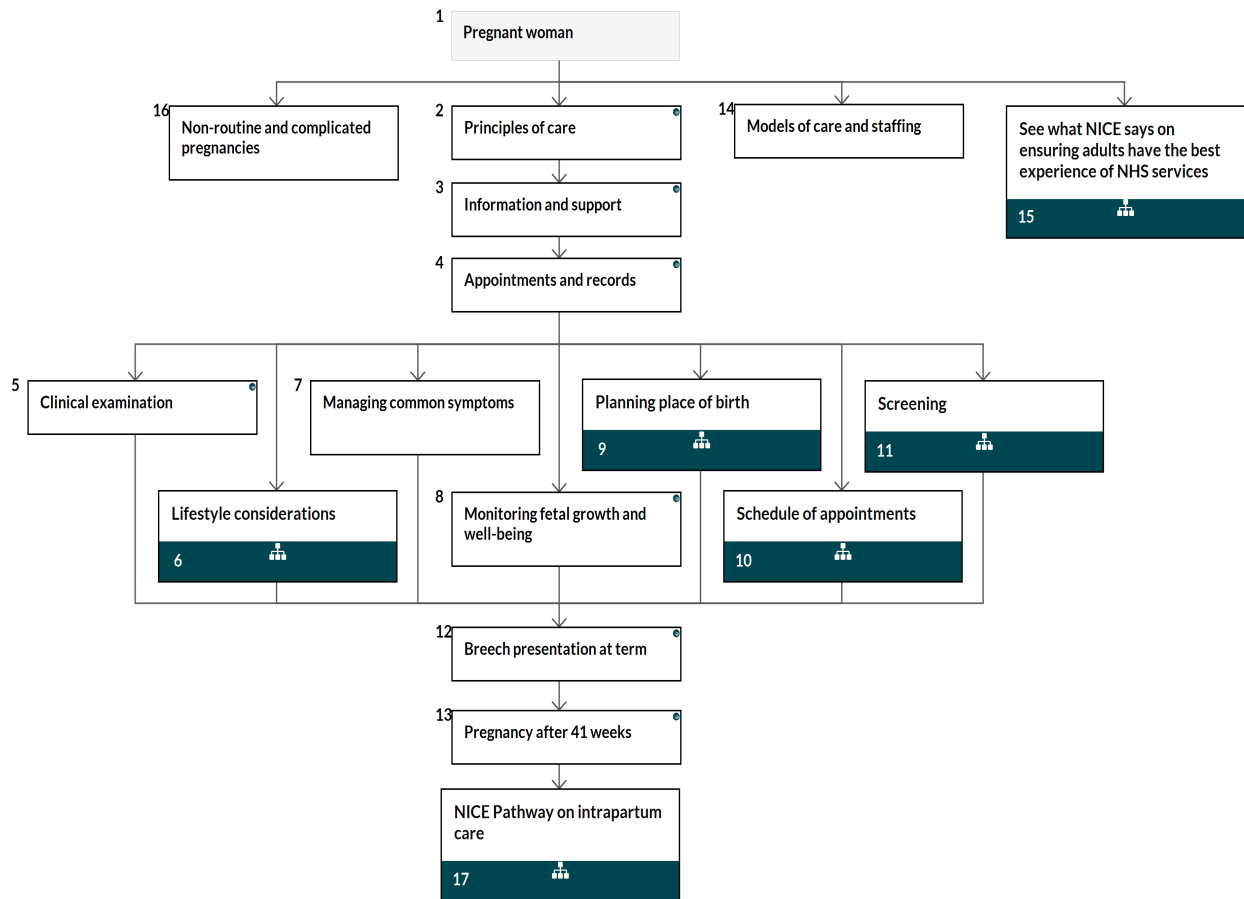 1
Pregnant woman
16
Non-routine and complicated
pregnancies
2
Principles of care
14
Models of care and staffing
See what NICE says on
ensuring adults have the best
experience of NHS services
15
3
Information and support
4
Appointments and records
5
Clinical examination
7
Managing common symptoms
Planning place of birth
9
Screening
11
Lifestyle considerations
6
8
Monitoring fetal growth and
well-being
Schedule of appointments
10
12
Breech presentation at term
13
Pregnancy after 41 weeks
NICE Pathway on intrapartum
care
17